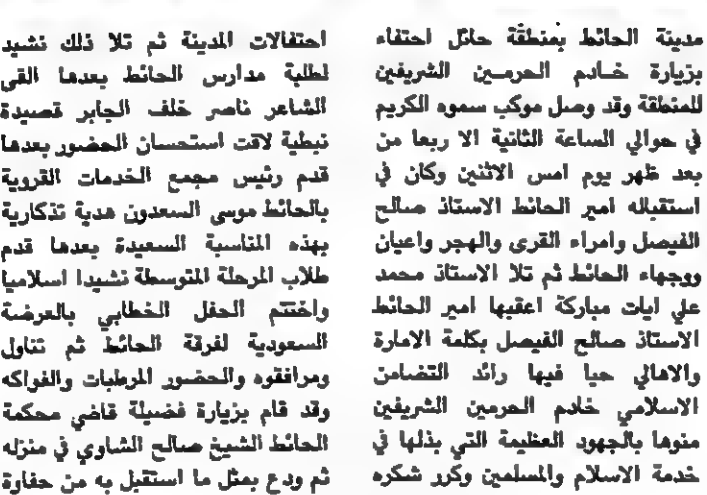 مدينة الحائط بمنطقة حائل احتفاء
بزيارة خادم الحرمين الشريفين
للمنطقة وقد وصل موكب سموه الكريم
في حوالي الساعة الثانية الا ربعا من
بعد ظهر يوم امس الاثنين وكان في
استقباله امير الحائط الاستاذ صالح
الفيصل وامراء القرى والهجر واعيان
ووجهاء الحائط ثم تلا الاستاذ محمد
علي ايات مباركة اعقبها امير الحائط
الاستاذ صالح الفيصل بكلمة الامارة
والاهالي حيا فيها رائد التضامن
الاسلامي خادم الحرمين الشريفين
منوها بالجهود العظيمة التي بذلها في
خدمة الاسلام والمسلمين وكرر شكره
احتفالات المدينة ثم تلا ذلك نشيد
لطلبة مدارس الحائط بعدها القى
الشاعر ناصر خلف الجابر قصيدة
نبطية لاقت استحسان الحضور بعدها
قدم رئيس مجمع الخدمات القروية
بالحائط موسى السعدون هدية تذكارية
بهذه المناسبة السعيدة بعدها قدم
طلاب المرحلة المتوسطة نشيدا اسلاميا
واختتم الحفل الخطابي بالعرضة
السعودية لفرقة الحائط ثم تناول
ومرافقوه والحضور المرطبات والفواكه
وقد قام بزيارة فضيلة قاضي محكمة
الحائط الشيخ صالح الشاوي في منزله
ثم ودع بمثل ما استقبل به من حفاوة